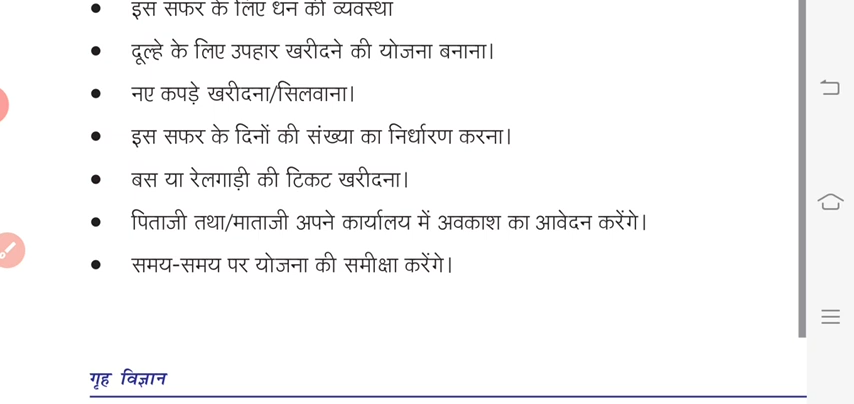 • इस सफर के लिए धन की व्यवस्था
• दूल्हे के लिए उपहार खरीदने की योजना बनाना।
• नए कपड़े खरीदना/सिलवाना।
• इस सफर के दिनों की संख्या का निर्धारण करना।
• बस या रेलगाड़ी की टिकट खरीदना।
• पिताजी तथा/माताजी अपने कार्यालय में अवकाश का आवेदन करेंगे।
• समय-समय पर योजना की समीक्षा करेंगे।
गृह विज्ञान